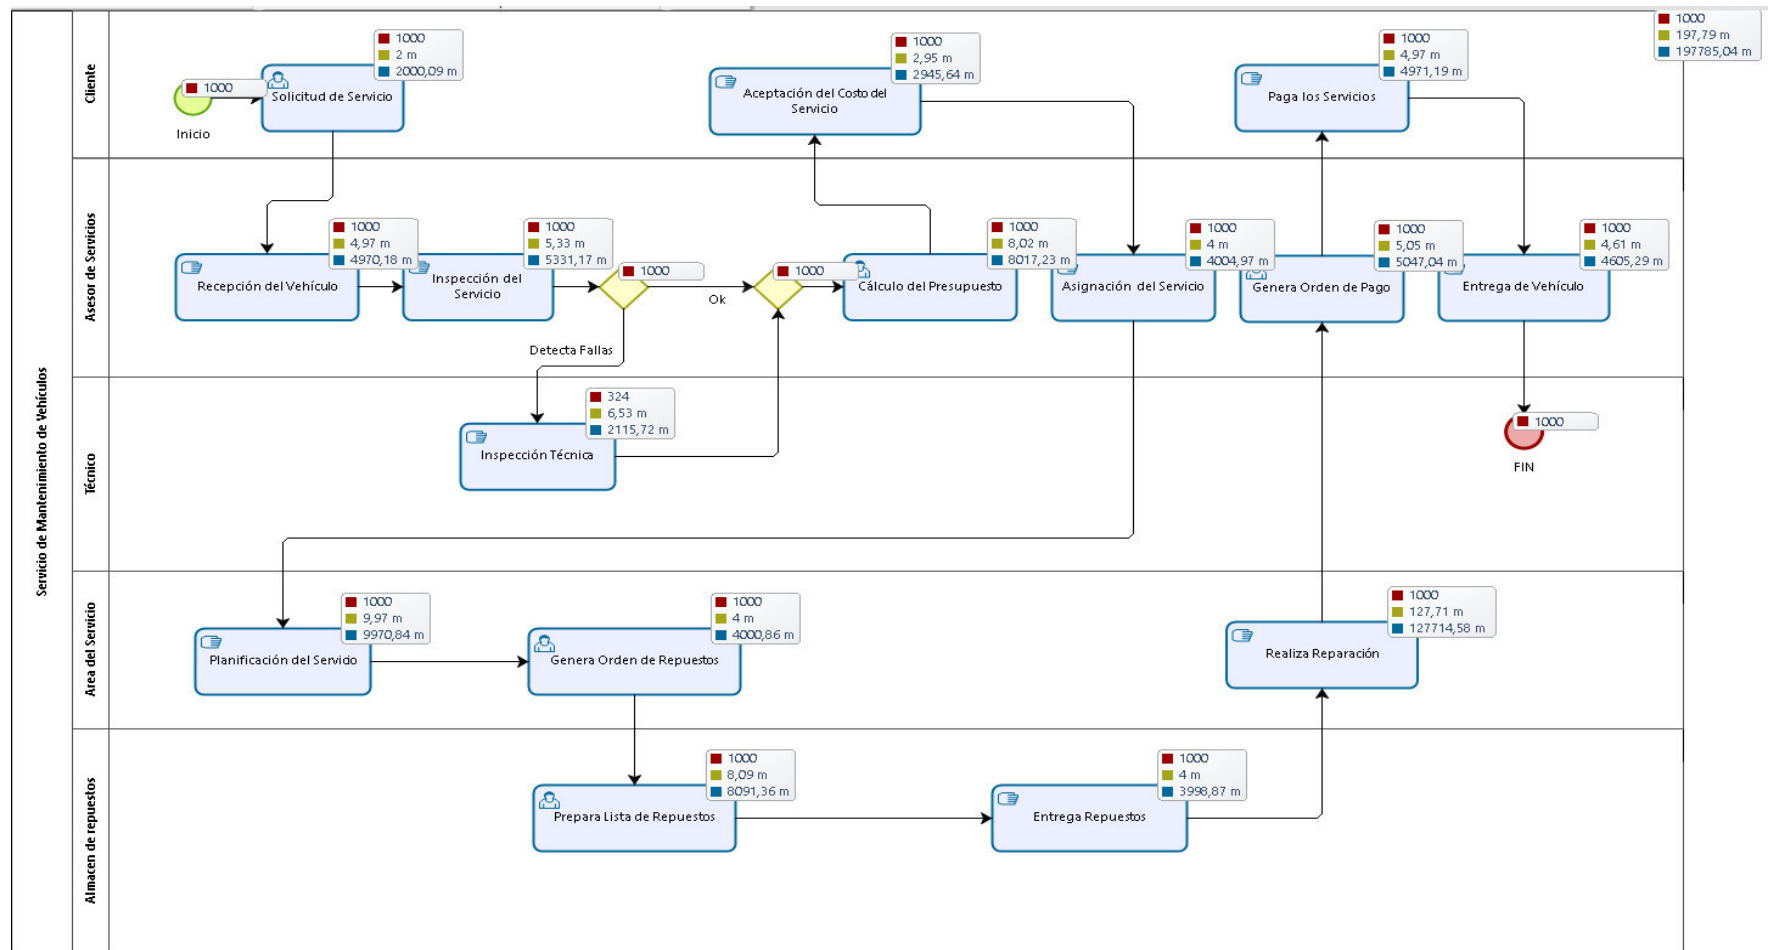 Servicio de Mantenimiento de Vehículos
1000
197,79 m
197785,04 m
Cliente
1000
Inicio
1000
2 m
2000,09 m
Solicitud de Servicio
1000
2,95 m
2945,64 m
Aceptación del Costo del
Servicio
1000
4,97 m
4971,19 m
Paga los Servicios
Asesor de Servicios
1000
4,97 m
4970,18 m
Recepción del Vehículo
1000
5,33 m
5331,17 m
Inspección del
Servicio
1000
Ok
Detecta Fallas
1000
1000
8,02 m
8017,23 m
Cálculo del Presupuesto
1000
4 m
4004,97 m
Asignación del Servicio
1000
5,05 m
5047,04 m
Genera Orden de Pago
1000
4,61 m
4605,29 m
Entrega de Vehículo
Técnico
324
6,53 m
2115,72 m
Inspección Técnica
1000
FIN
Area del Servicio
1000
9,97 m
9970,84 m
Planificación del Servicio
1000
4 m
4000,86 m
Genera Orden de Repuestos
1000
127,71 m
127714,58 m
Realiza Reparación
Almacen de repuestos
1000
8,09 m
8091,36 m
Prepara Lista de Repuestos
1000
4 m
3998,87 m
Entrega Repuestos